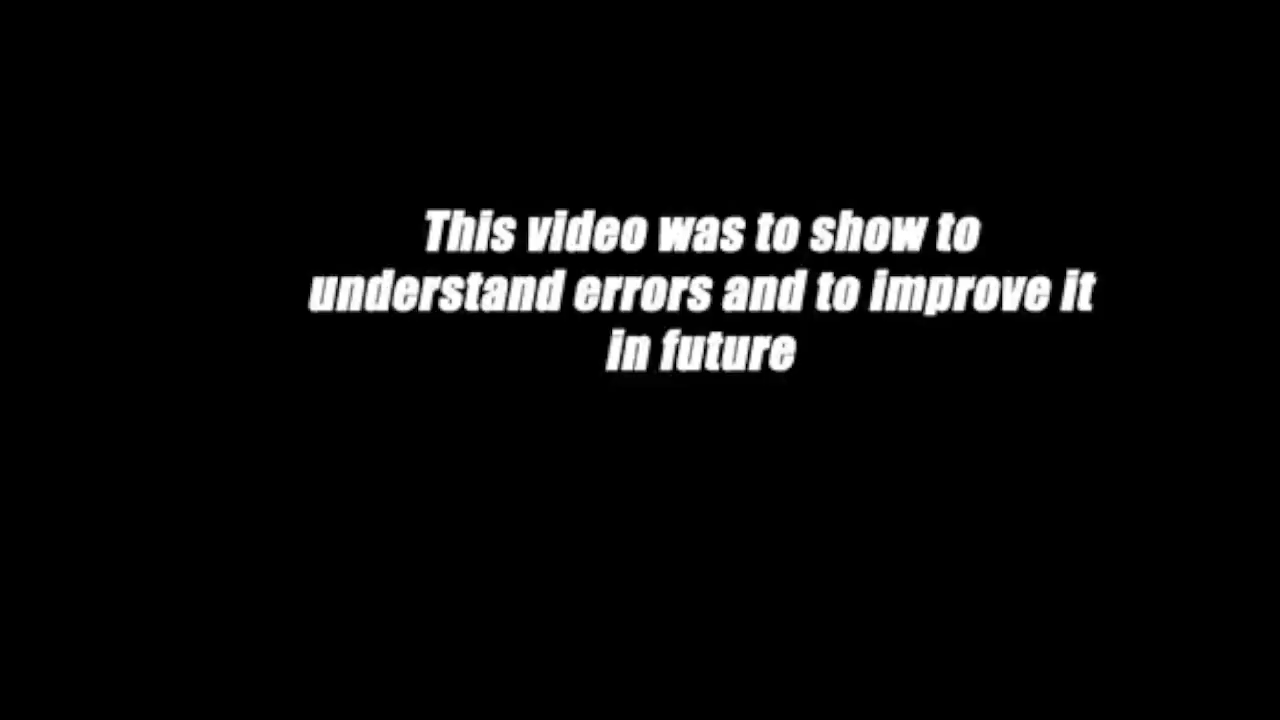 This video was to show to
understand errors and to improve it
in future